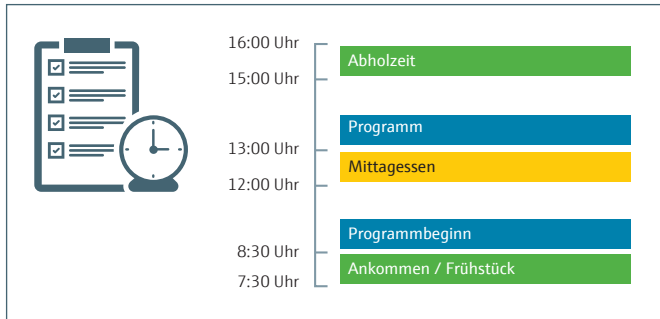 16:00 Uhr
Abholzeit
15:00 Uhr
Programm
13:00 Uhr
Mittagessen
12:00 Uhr
Programmbeginn
8:30 Uhr
Ankommen / Frühstück
7:30 Uhr